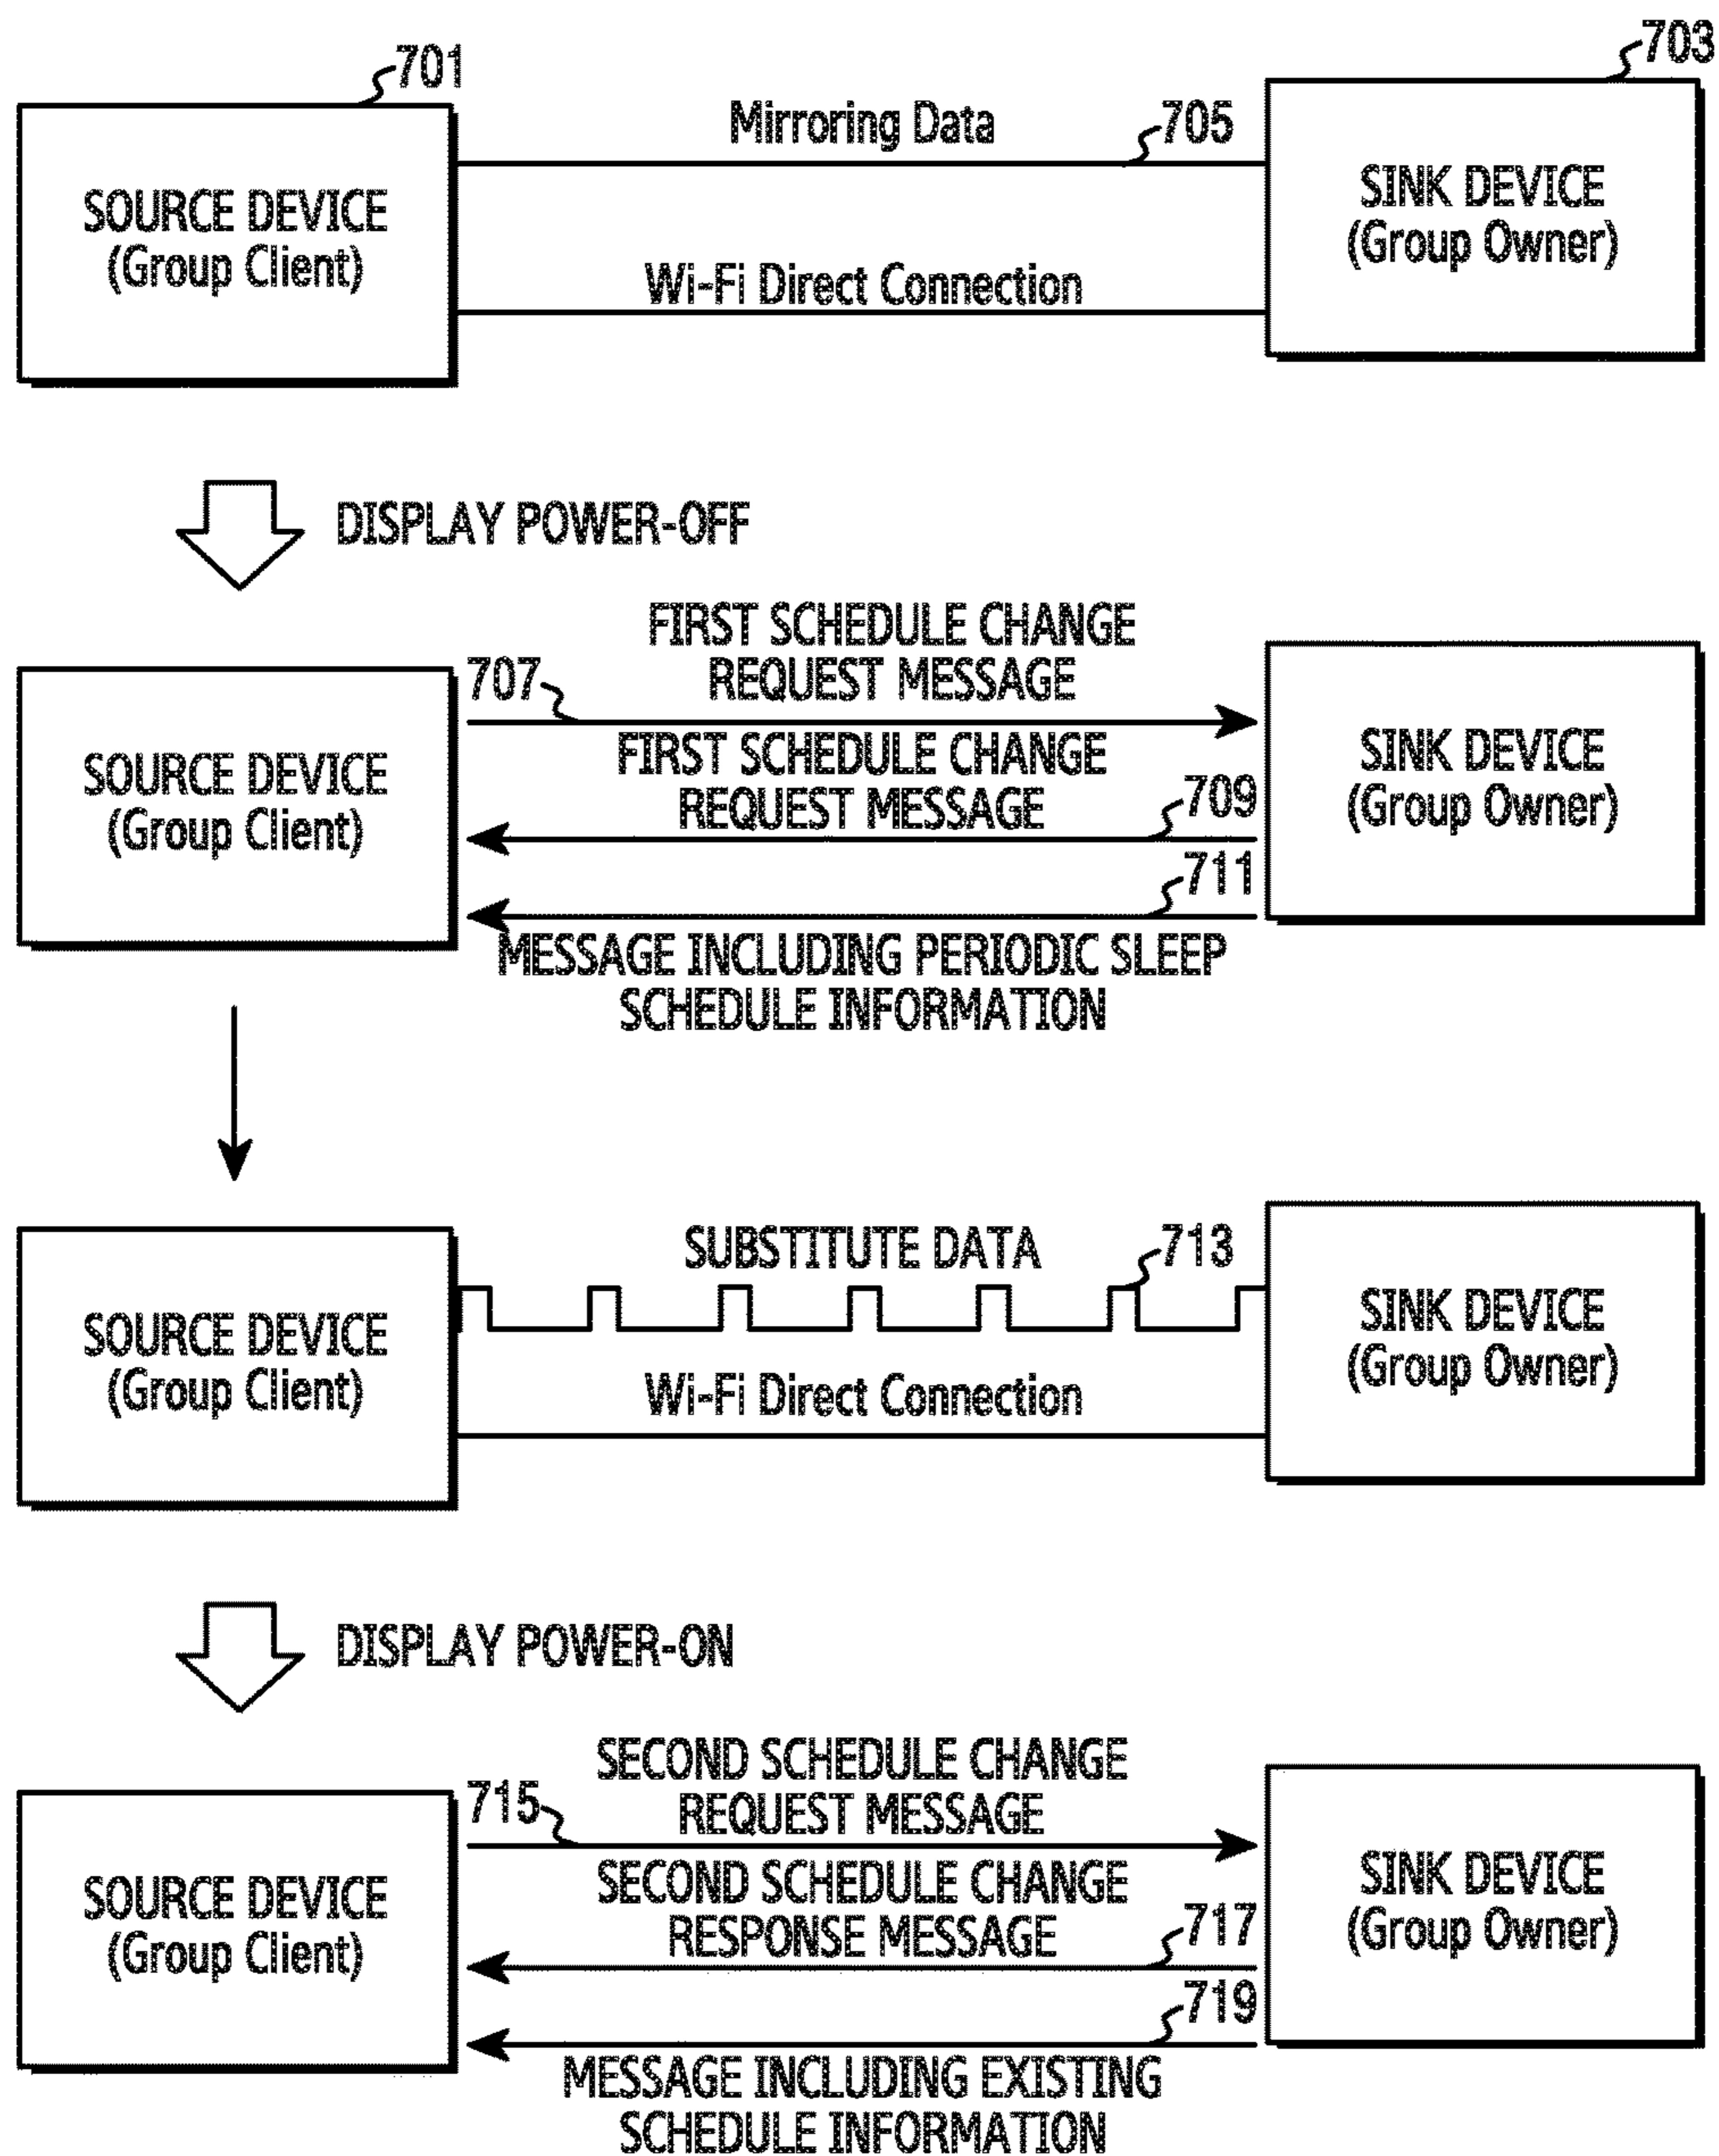 701
703
Mirroring Data
705
SOURCE DEVICE
(Group Client)
SINK DEVICE
(Group Owner)
Wi-Fi Direct Connection
DISPLAY POWER-OFF
FIRST SCHEDULE CHANGE
REQUEST MESSAGE
707
FIRST SCHEDULE CHANGE
REQUEST MESSAGE
709
SOURCE DEVICE
(Group Client)
SINK DEVICE
(Group Owner)
711
MESSAGE INCLUDING PERIODIC SLEEP
SCHEDULE INFORMATION
SUBSTITUTE DATA
713
SOURCE DEVICE
(Group Client)
SINK DEVICE
(Group Owner)
Wi-Fi Direct Connection
DISPLAY POWER-ON
SECOND SCHEDULE CHANGE
REQUEST MESSAGE
715
SECOND SCHEDULE CHANGE
RESPONSE MESSAGE
717
SOURCE DEVICE
(Group Client)
SINK DEVICE
(Group Owner)
719
MESSAGE INCLUDING EXISTING
SCHEDULE INFORMATION